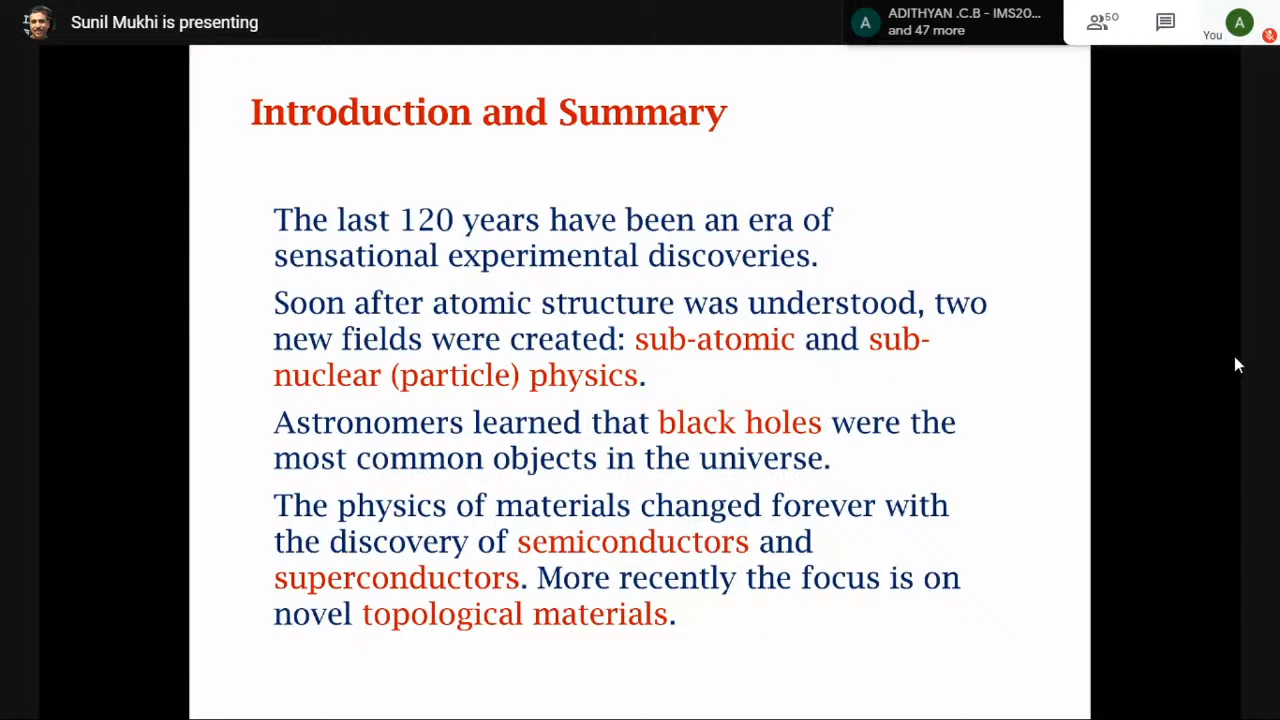 Sunil Mukhi is presenting
A
ADITHYAN .C.B - IMS20...
and 47 more
50
You
A
Introduction and Summary
The last 120 years have been an era of
sensational experimental discoveries.
Soon after atomic structure was understood, two
new fields were created: sub-atomic and sub-
nuclear (particle) physics.
Astronomers learned that black holes were the
most common objects in the universe.
The physics of materials changed forever with
the discovery of semiconductors and
superconductors. More recently the focus is on
novel topological materials.